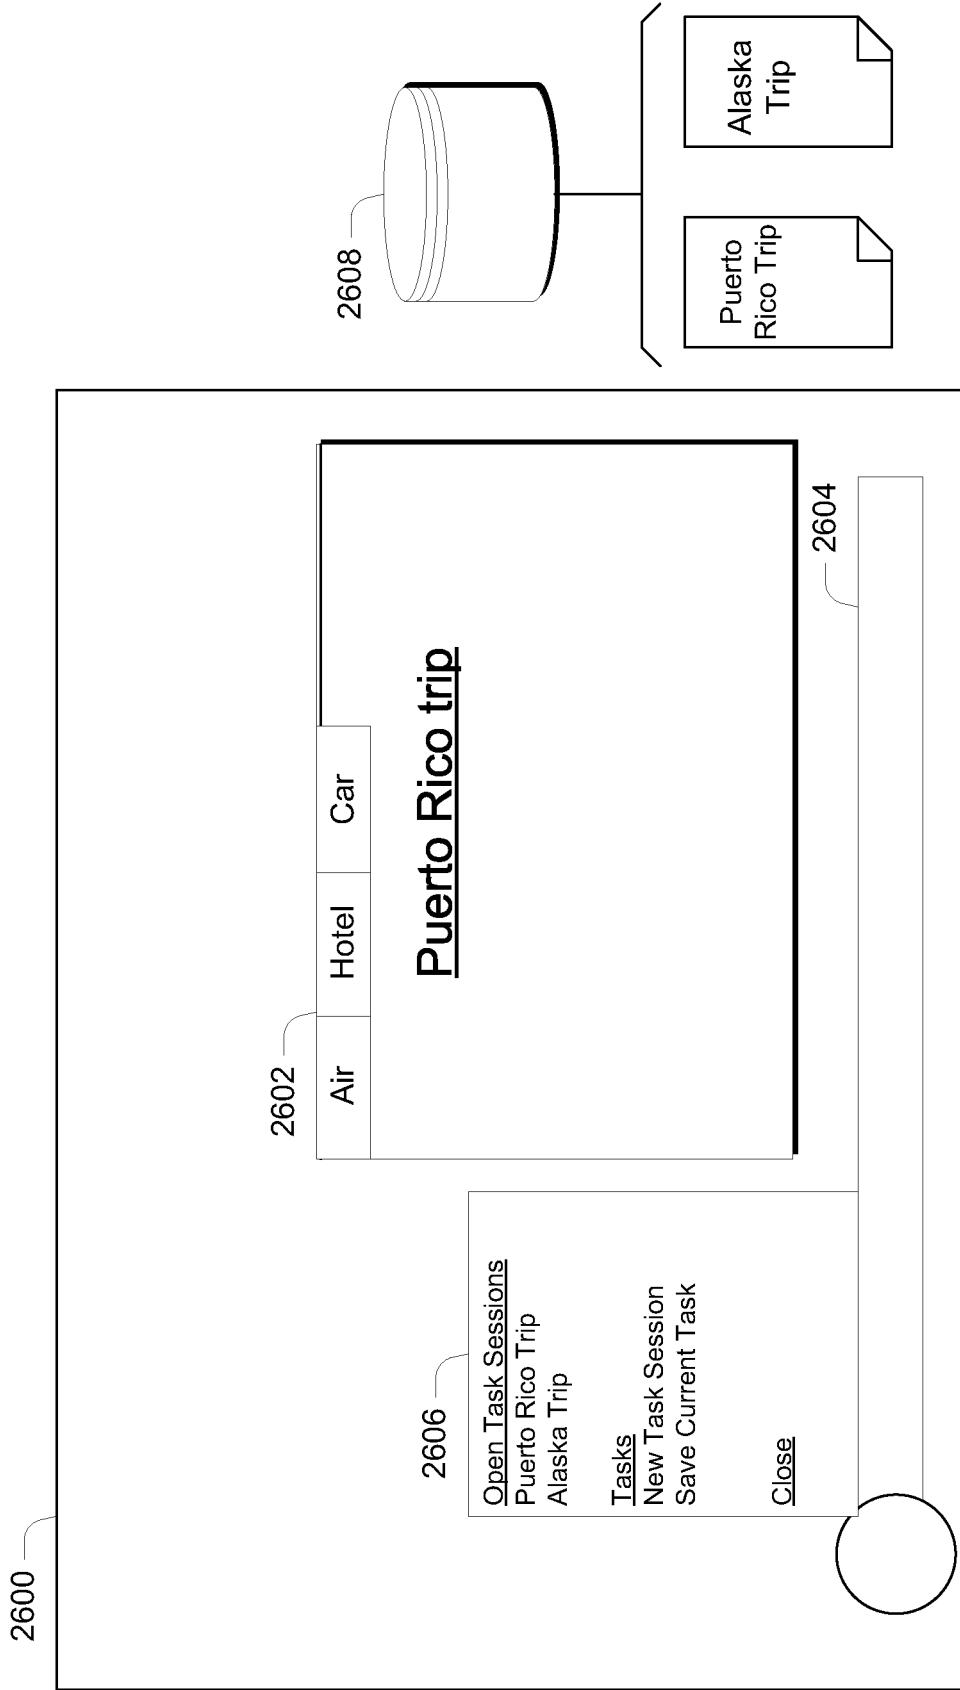 2600
2602
Air
Hotel
Car
Puerto Rico trip
2606
Open Task Sessions
Puerto Rico Trip
Alaska Trip
Tasks
New Task Session
Save Current Task
Close
2604
2608
Puerto
Rico Trip
Alaska
Trip